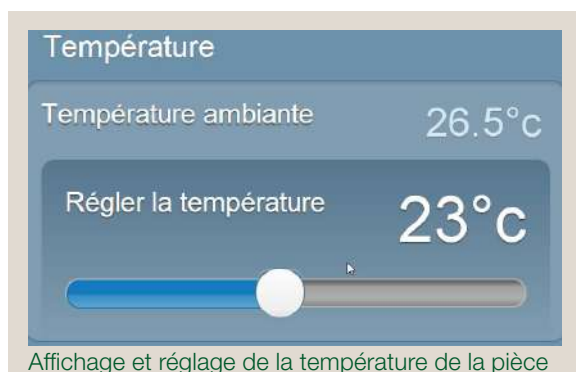 Température
Température ambiante 26.5°c
Régler la température 23°c
Affichage et réglage de la température de la pièce